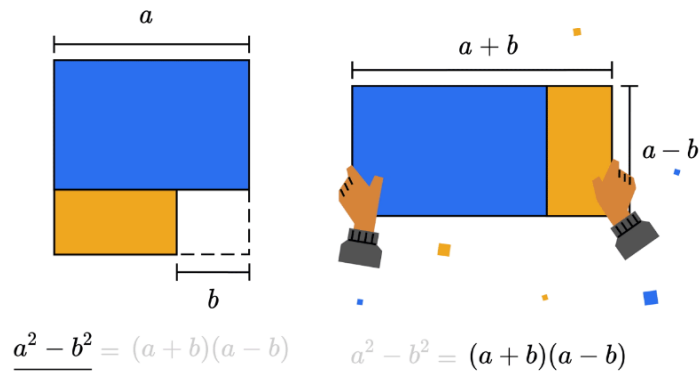 a
a + b
a − b
b
a² − b² = (a + b)(a − b)
a² − b² = (a + b)(a − b)